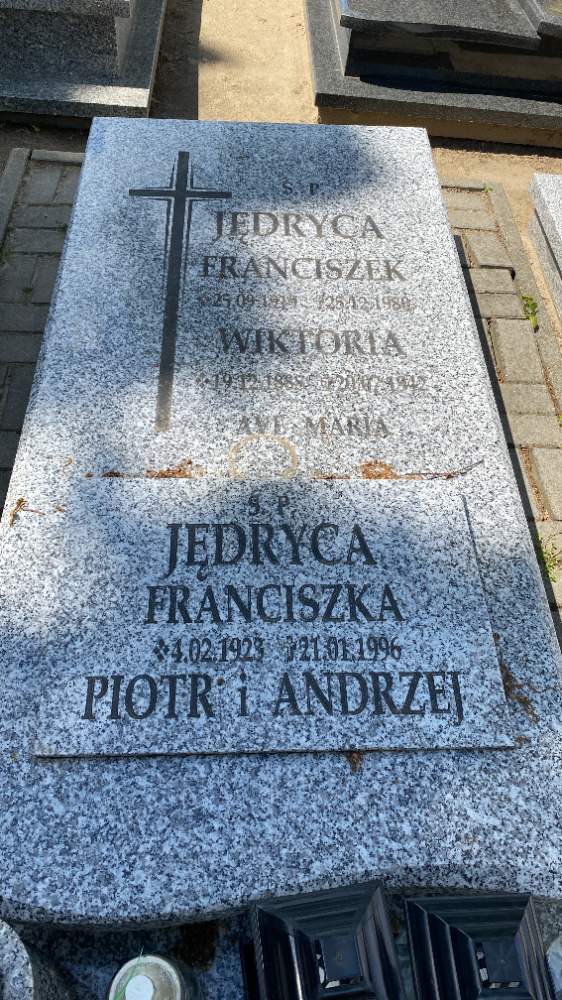 Ś. P.
JĘDRYCA
FRANCISZEK
WIKTORIA
AVE MARIA
Ś. P.
JĘDRYCA
FRANCISZKA
4.02.1923 21.01.1996
PIOTR i ANDRZEJ